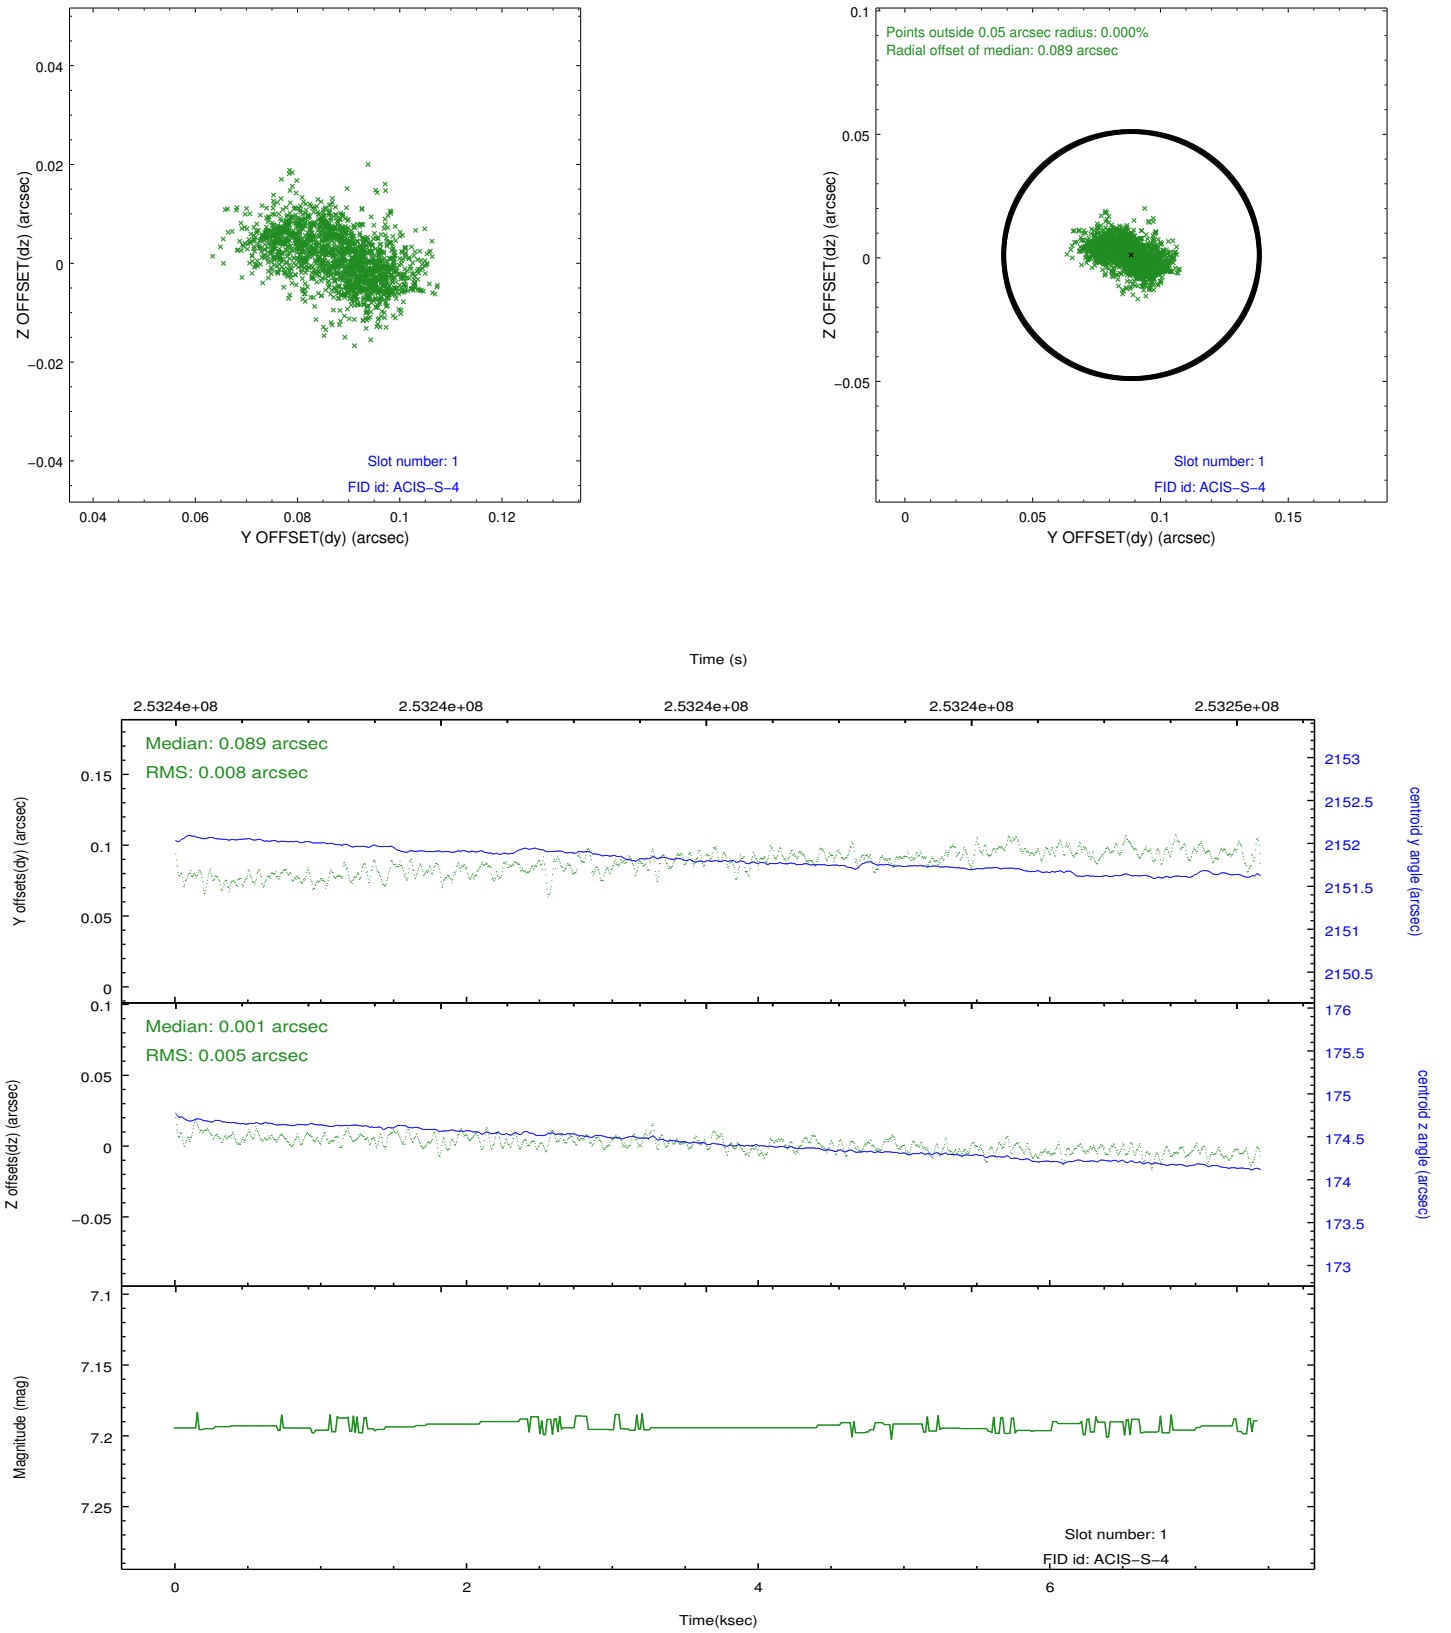 0.04
0.02
0
−0.02
−0.04
Z OFFSET(dz) (arcsec)
Slot number: 1
FID id: ACIS−S−4
0.04 0.06 0.08 0.1 0.12
Y OFFSET(dy) (arcsec)
Points outside 0.05 arcsec radius: 0.000%
Radial offset of median: 0.089 arcsec
0.1
0.05
0
−0.05
Z OFFSET(dz) (arcsec)
Slot number: 1
FID id: ACIS−S−4
0 0.05 0.1 0.15
Y OFFSET(dy) (arcsec)
Time (s)
2.5324e+08 2.5324e+08 2.5324e+08 2.5324e+08 2.5325e+08
Median: 0.089 arcsec
RMS: 0.008 arcsec
0.15
0.1
0.05
0
Y offsets(dy) (arcsec)
2153
2152.5
2152
2151.5
2151
2150.5
centroid y angle (arcsec)
Median: 0.001 arcsec
RMS: 0.005 arcsec
0.1
0.05
0
−0.05
Z offsets(dz) (arcsec)
176
175.5
175
174.5
174
173.5
173
centroid z angle (arcsec)
7.1
7.15
7.2
7.25
Magnitude (mag)
Slot number: 1
FID id: ACIS−S−4
0 2 4 6
Time(ksec)